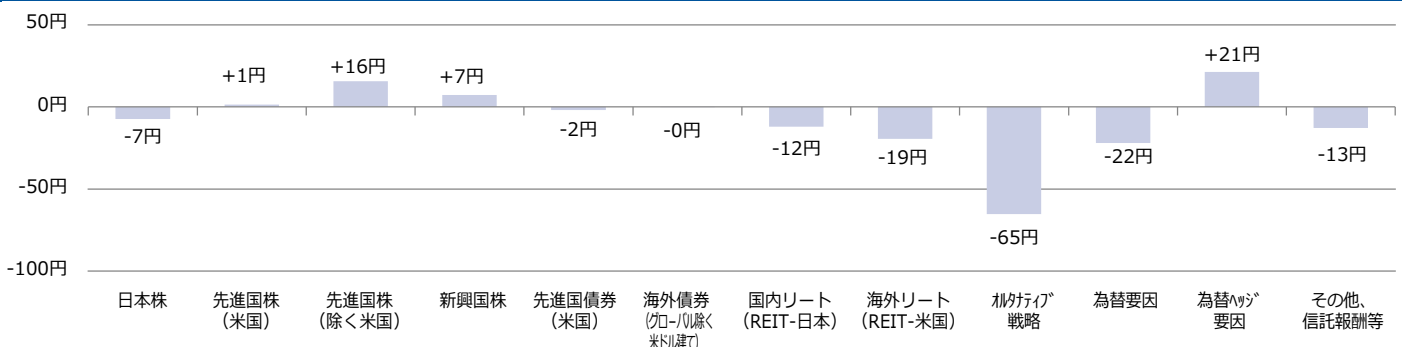 50円
0円
-50円
-100円
-7円
+1円
+16円
+7円
-2円
-0円
-12円
-19円
-65円
-22円
+21円
-13円
日本株
先進国株
（米国）
先進国株
（除く米国）
新興国株
先進国債券
（米国）
海外債券
（グローバル除く
米ドル建て）
国内リート
（REIT-日本）
海外リート
（REIT-米国）
ｵﾙﾀﾅﾃｨﾌﾞ
戦略
為替要因
為替ﾍｯｼﾞ
要因
その他、
信託報酬等